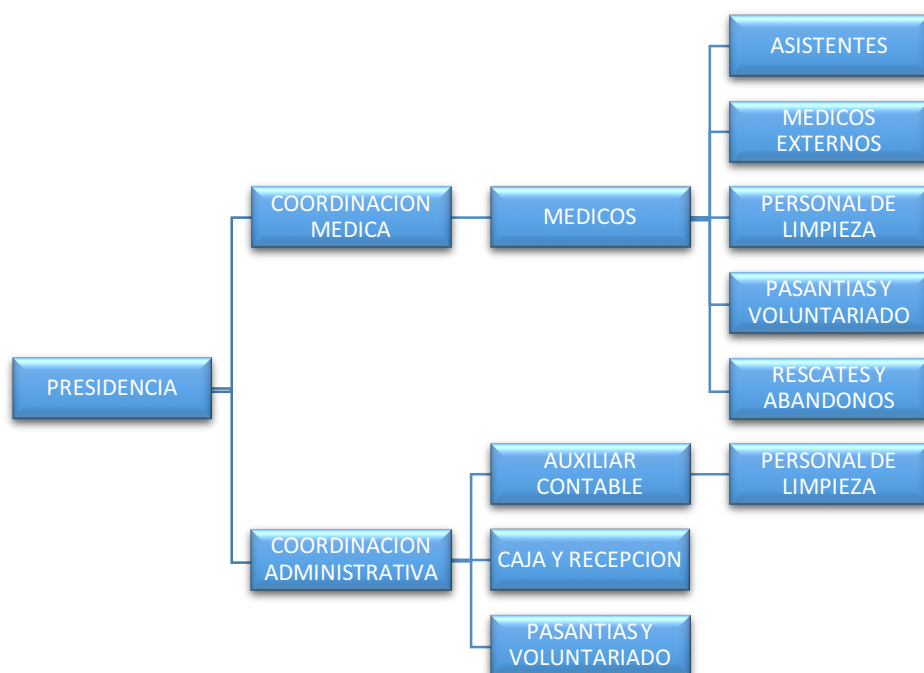 ASISTENTES
MEDICOS
EXTERNOS
COORDINACION
MEDICA
MEDICOS
PERSONAL DE
LIMPIEZA
PASANTIAS Y
VOLUNTARIADO
PRESIDENCIA
RESCATES Y
ABANDONOS
AUXILIAR
CONTABLE
PERSONAL DE
LIMPIEZA
COORDINACION
ADMINISTRATIVA
CAJA Y RECEPCION
PASANTIAS Y
VOLUNTARIADO